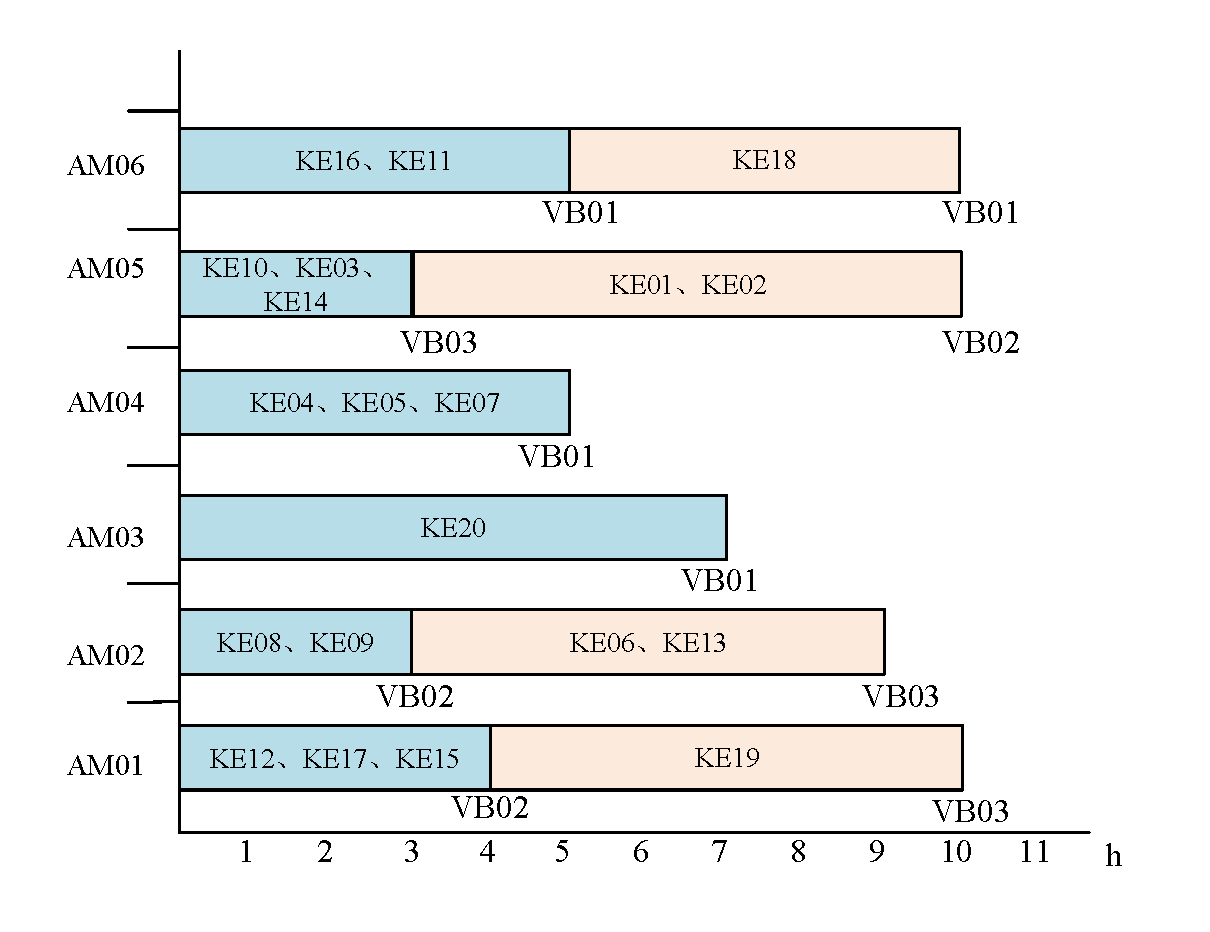 AM06
KE16、KE11
KE18
VB01
VB01
AM05
KE10、KE03、
KE14
KE01、KE02
VB03
VB02
AM04
KE04、KE05、KE07
VB01
AM03
KE20
VB01
AM02
KE08、KE09
KE06、KE13
VB02
VB03
AM01
KE12、KE17、KE15
KE19
VB02
VB03
1 2 3 4 5 6 7 8 9 10 11 h